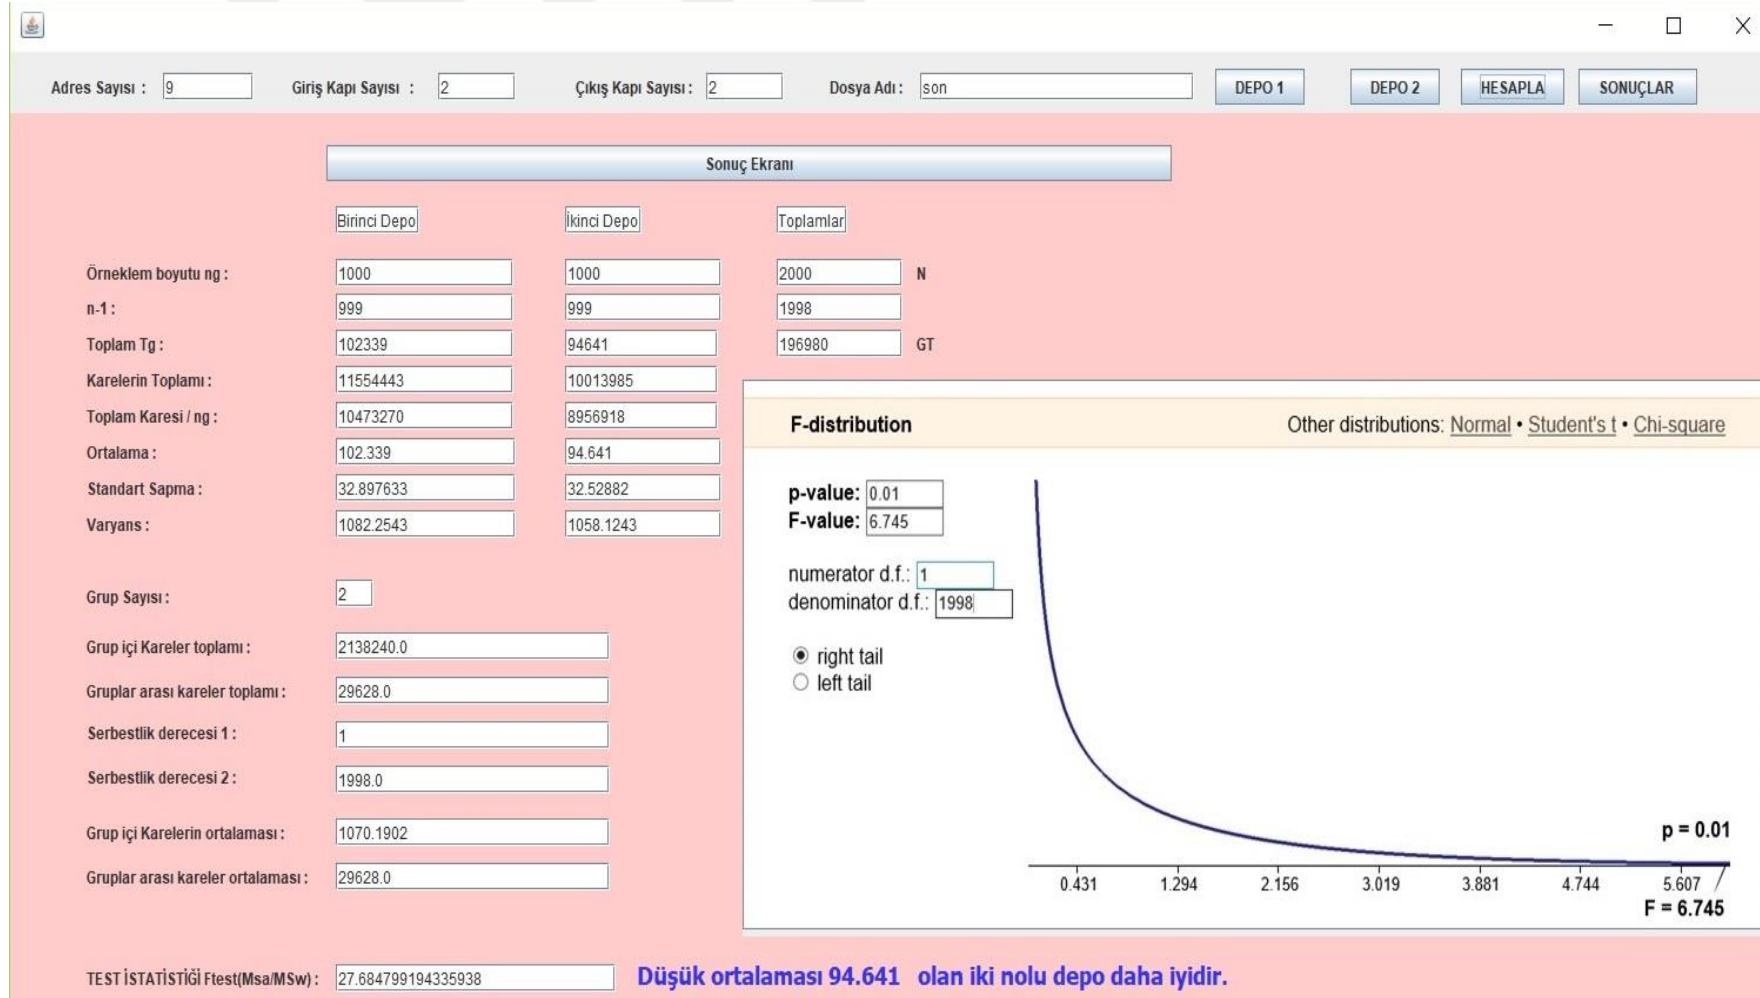 Adres Sayısı : 9 Giriş Kapı Sayısı : 2 Çıkış Kapı Sayısı : 2 Dosya Adı : son DEPO 1 DEPO 2 HESAPLA SONUÇLAR
Sonuç Ekranı
Birinci Depo İkinci Depo Toplamlar
Örneklem boyutu ng : 1000 1000 2000 N
n-1 : 999 999 1998
Toplam Tg : 102339 94641 196980 GT
Karelerin Toplamı : 11554443 10013985
Toplam Karesi / ng : 10473270 8956918
Ortalama : 102.339 94.641
Standart Sapma : 32.897633 32.52882
Varyans : 1082.2543 1058.1243
Grup Sayısı : 2
Grup içi Kareler toplamı : 2138240.0
Gruplar arası kareler toplamı : 29628.0
Serbestlik derecesi 1 : 1
Serbestlik derecesi 2 : 1998.0
Grup içi Karelerin ortalaması : 1070.1902
Gruplar arası kareler ortalaması : 29628.0
F-distribution Other distributions: Normal • Student's t • Chi-square
p-value: 0.01
F-value: 6.745
numerator d.f.: 1
denominator d.f.: 1998
right tail
left tail
p = 0.01
0.431 1.294 2.156 3.019 3.881 4.744 5.607
F = 6.745
TEST İSTATİSTİĞİ Ftest(Msa/MSw) : 27.684799194335938 Düşük ortalaması 94.641 olan iki nolu depo daha iyidir.